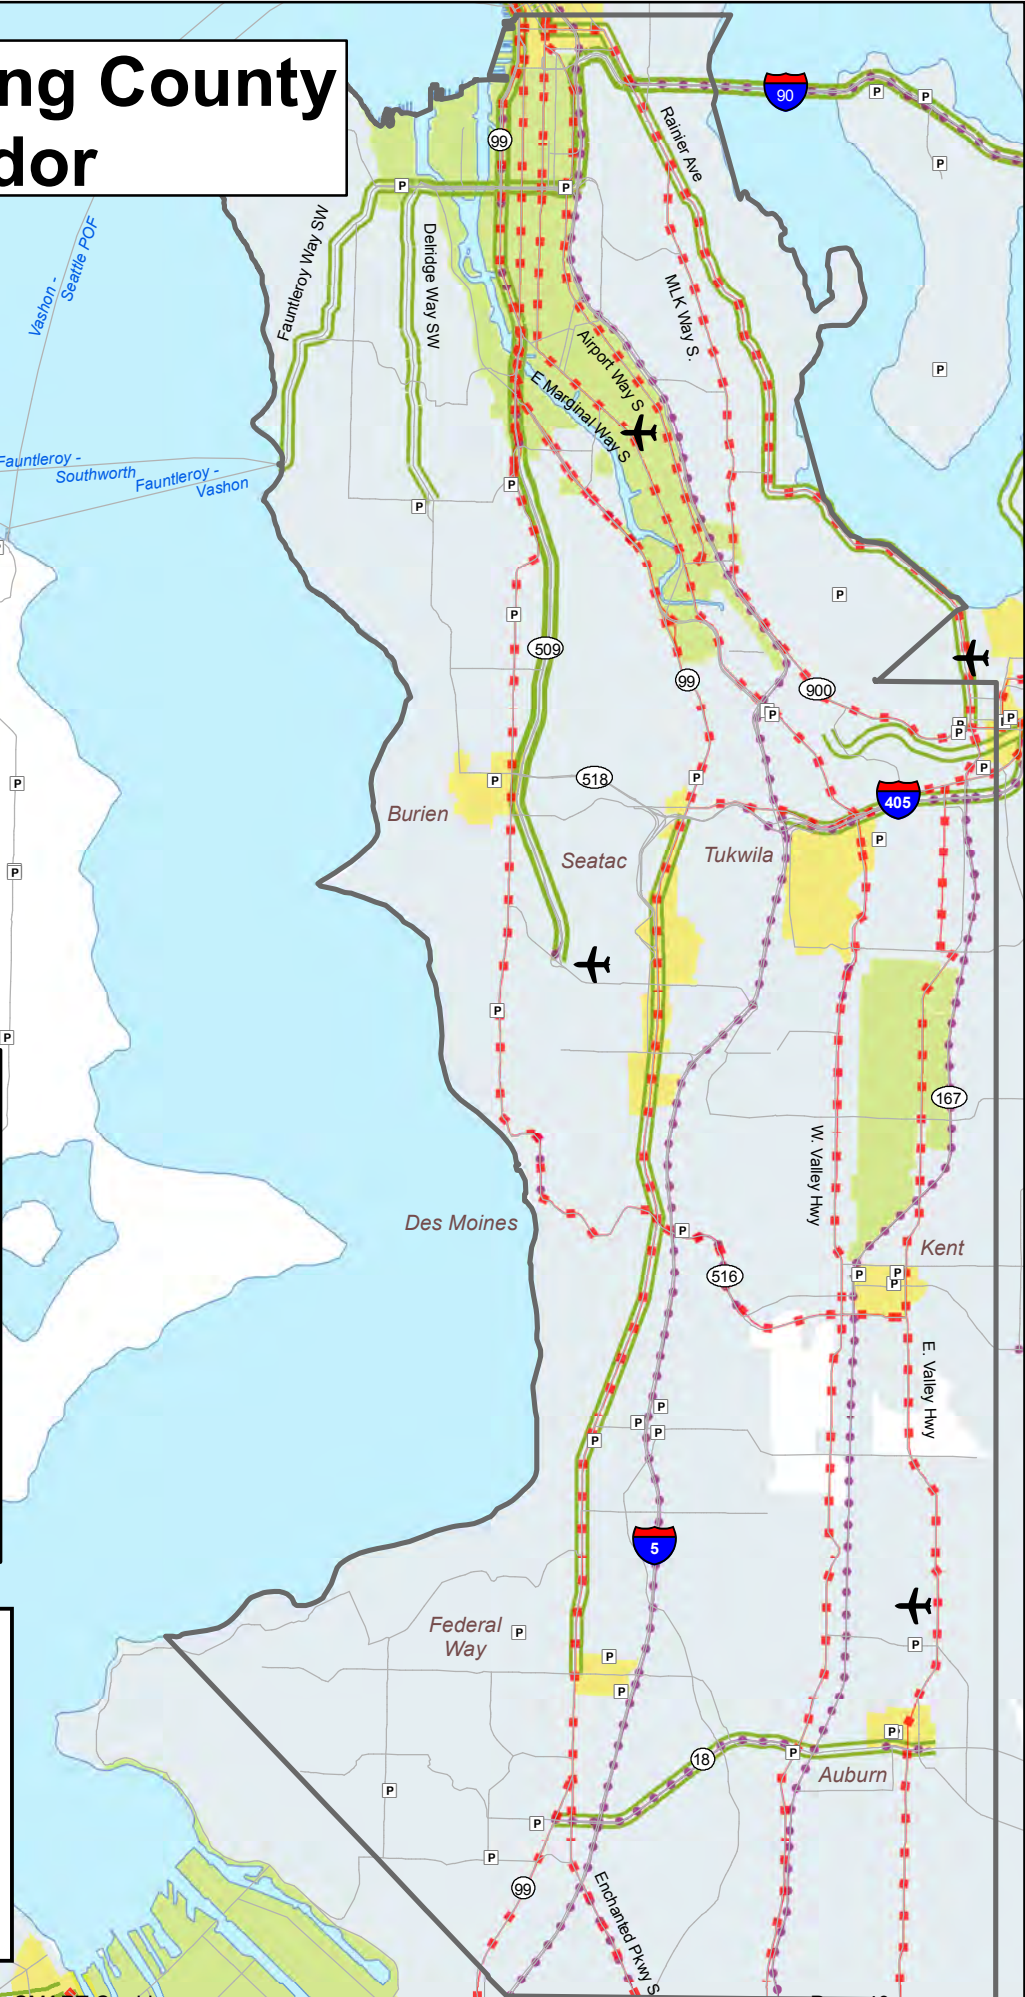 ng County
dor
90
99
Rainier Ave
P
P
P
P
P
Vashon -
Seattle POF
Fauntleroy Way SW
Delridge Way SW
MLK Way S.
Airport Way S
E Marginal Way S
P
Fauntleroy -
Southworth
Fauntleroy -
Vashon
P
P
P
P
509
99
900
P
P
P
P
518
P
P
P
P
405
Burien
Seatac
Tukwila
P
P
P
P
167
W. Valley Hwy
Des Moines
P
Kent
516
P
P
P
E. Valley Hwy
P
P
P
P
5
Federal
Way
P
P
P
P
P
P
18
Auburn
P
P
P
99
Enchanted Pkwy S